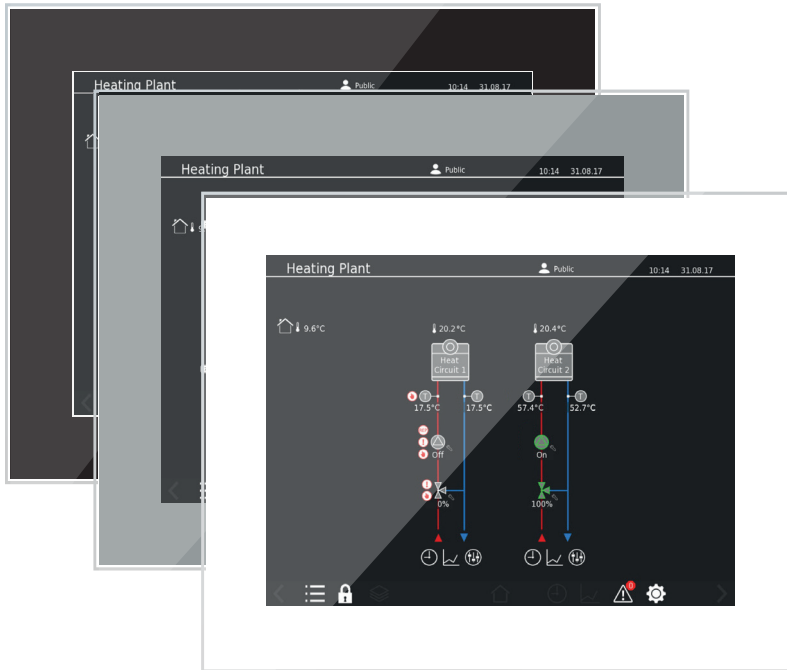 Heating Plant Public 10:14 31.08.17
Heating Plant Public 10:14 31.08.17
Heating Plant Public 10:14 31.08.17
9.6°C 20.2°C 20.4°C
Heat Circuit 1
Heat Circuit 2
T T T T
17.5°C 17.5°C 57.4°C 52.7°C
Off On
0% 100%
0